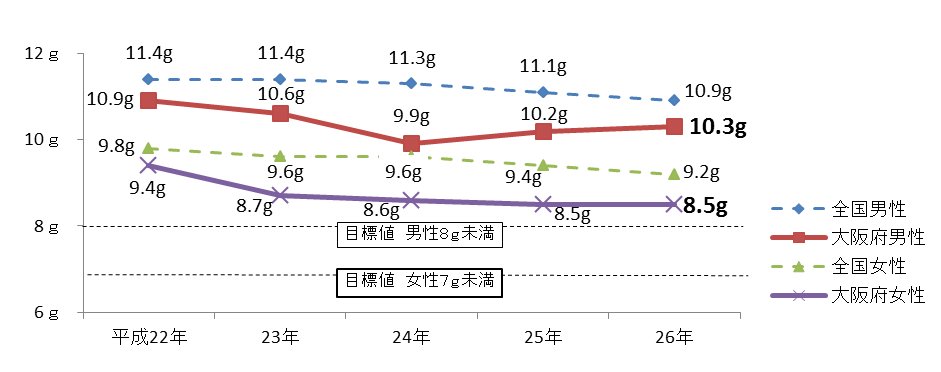 12ｇ
10ｇ
8ｇ
6ｇ
11.4g 11.4g 11.3g 11.1g 10.9g
10.9g 10.6g 9.9g 10.2g 10.3g
9.8g 9.6g 9.6g 9.4g 9.2g
9.4g 8.7g 8.6g 8.5g 8.5g
目標値　男性8ｇ未満
目標値　女性7ｇ未満
平成22年 23年 24年 25年 26年
全国男性
大阪府男性
全国女性
大阪府女性